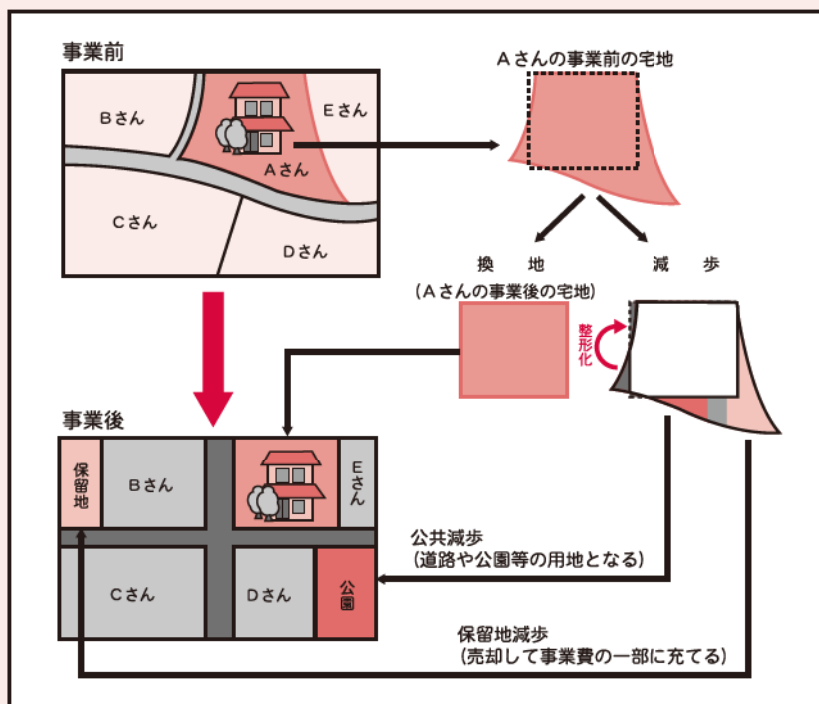 事業前
Bさん
Eさん
Aさん
Cさん
Dさん
Aさんの事業前の宅地
換地
(Aさんの事業後の宅地)
減歩
整形化
事業後
保留地
Bさん
Eさん
Cさん
Dさん
公園
公共減歩
(道路や公園等の用地となる)
保留地減歩
(売却して事業費の一部に充てる)